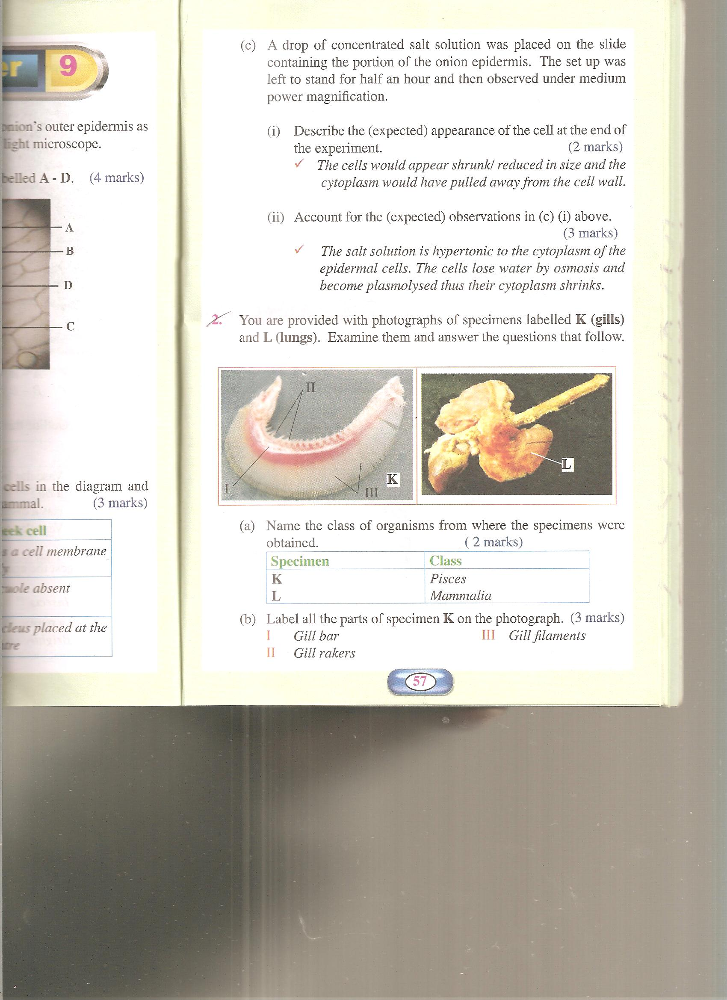 9
outer epidermis as
microscope.
A - D. (4 marks)
A
B
D
C
cells in the diagram and
(3 marks)
cell
a cell membrane
absent
placed at the
(c) A drop of concentrated salt solution was placed on the slide
containing the portion of the onion epidermis. The set up was
left to stand for half an hour and then observed under medium
power magnification.
(i) Describe the (expected) appearance of the cell at the end of
the experiment. (2 marks)
✓ The cells would appear shrunk/ reduced in size and the
cytoplasm would have pulled away from the cell wall.
(ii) Account for the (expected) observations in (c) (i) above.
(3 marks)
✓ The salt solution is hypertonic to the cytoplasm of the
epidermal cells. The cells lose water by osmosis and
become plasmolysed thus their cytoplasm shrinks.
2. You are provided with photographs of specimens labelled K (gills)
and L (lungs). Examine them and answer the questions that follow.
II
I
III
K
L
(a) Name the class of organisms from where the specimens were
obtained. ( 2 marks)
Specimen Class
K Pisces
L Mammalia
(b) Label all the parts of specimen K on the photograph. (3 marks)
I Gill bar III Gill filaments
II Gill rakers
57